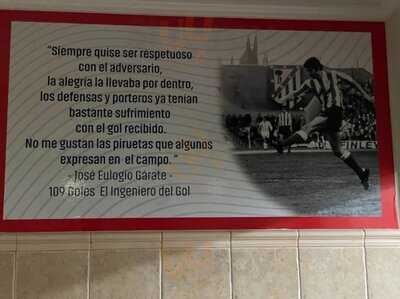 "Siempre quise ser respetuoso
con el adversario,
la alegría la llevaba por dentro,
los defensas y porteros ya tenían
bastante sufrimiento
con el gol recibido.
No me gustan las piruetas que algunos
expresan en el campo. "
- José Eulogio Gárate -
109 Goles El Ingeniero del Gol
FINLEY